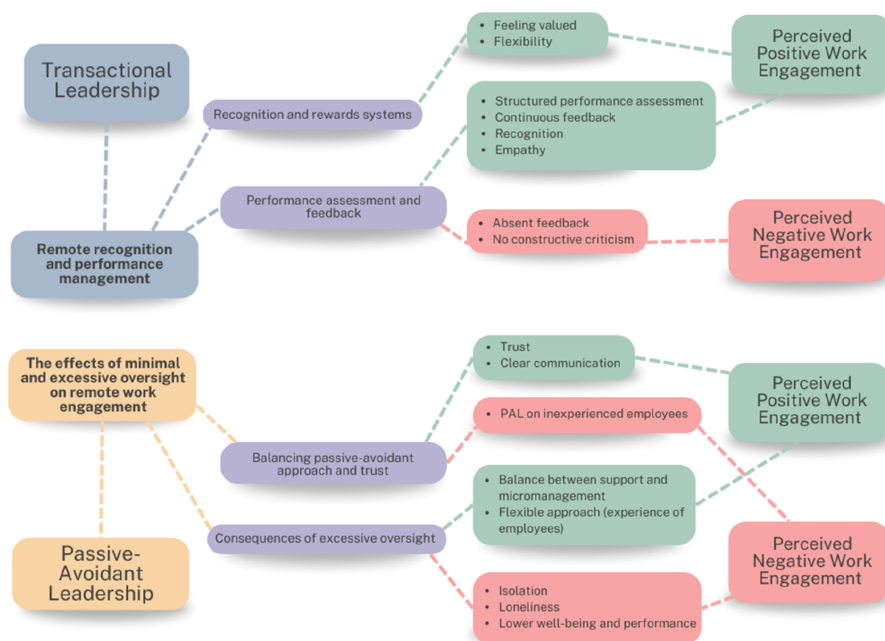 Transactional
Leadership
Remote recognition
and performance
management
Recognition and rewards systems
Performance assessment and
feedback
• Feeling valued
• Flexibility
• Structured performance assessment
• Continuous feedback
• Recognition
• Empathy
• Absent feedback
• No constructive criticism
Perceived
Positive Work
Engagement
Perceived
Negative Work
Engagement
The effects of minimal
and excessive oversight
on remote work
engagement
Passive-
Avoidant
Leadership
Balancing passive-avoidant
approach and trust
Consequences of excessive oversight
• Trust
• Clear communication
• PAL on inexperienced employees
• Balance between support and
micromanagement
• Flexible approach (experience of
employees)
• Isolation
• Loneliness
• Lower well-being and performance
Perceived
Positive Work
Engagement
Perceived
Negative Work
Engagement